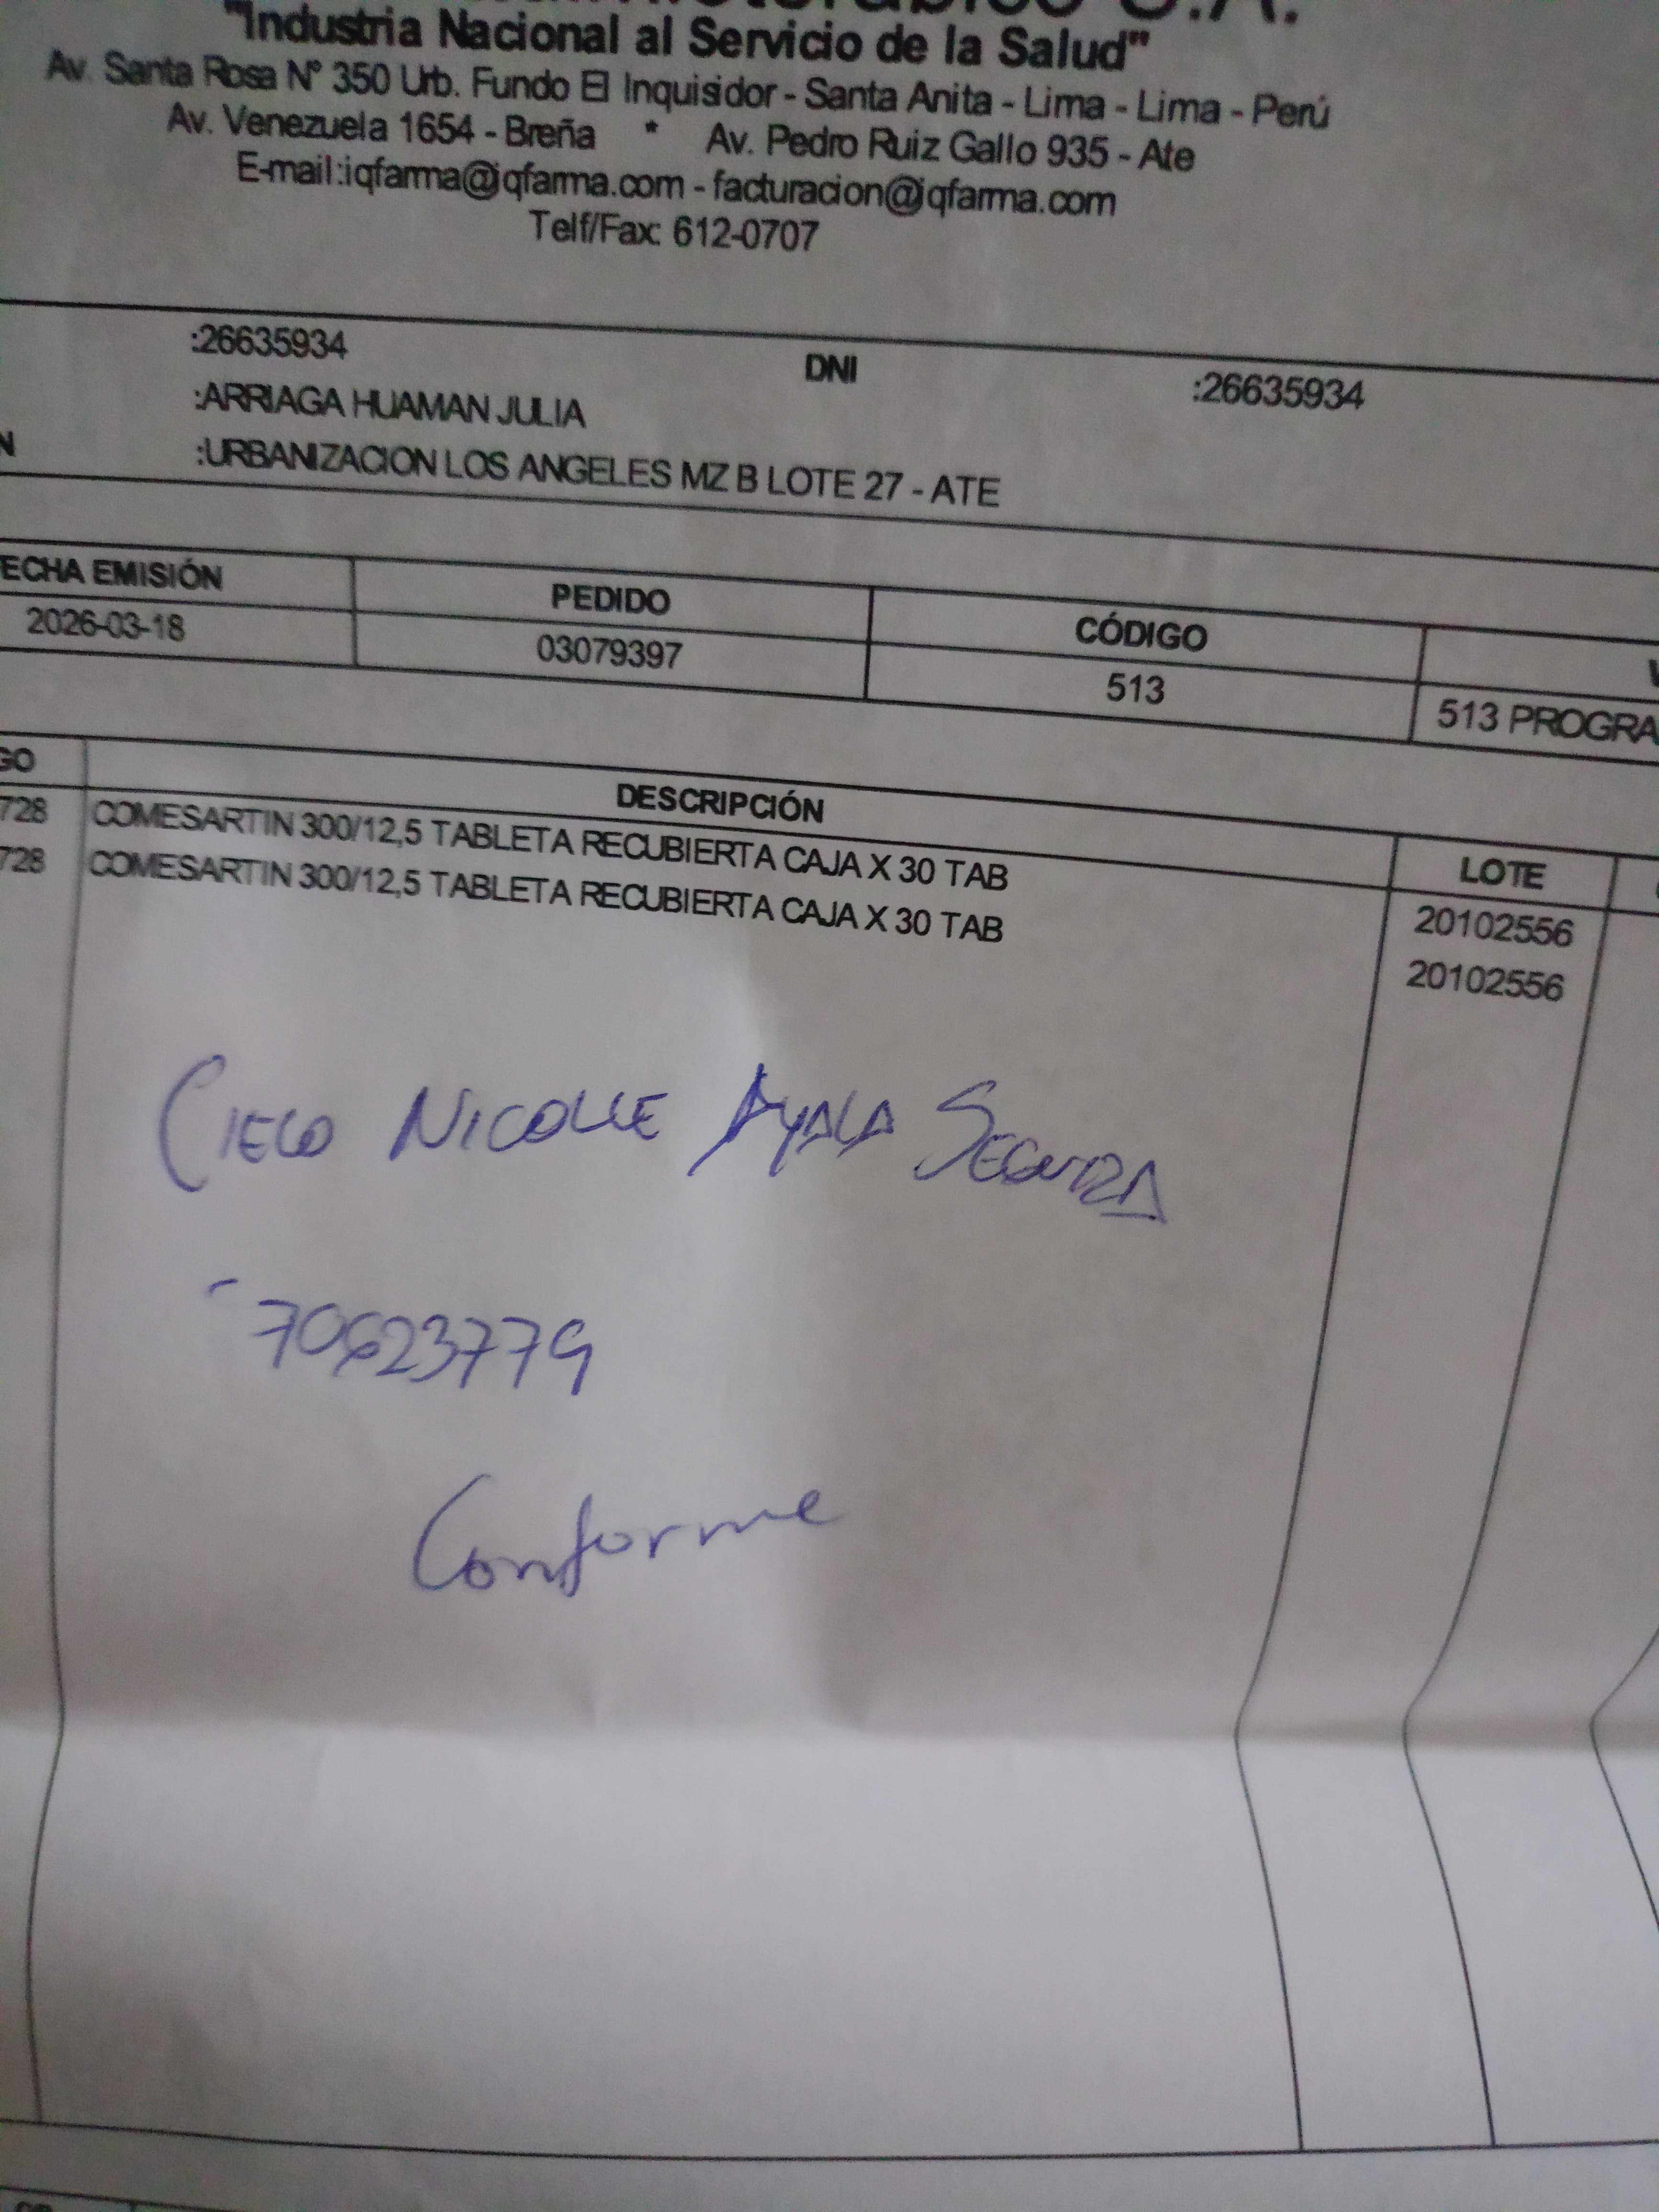 "Industria Nacional al Servicio de la Salud"
Av. Santa Rosa N° 350 Urb. Fundo El Inquisidor - Santa Anita - Lima - Lima - Perú
Av. Venezuela 1654 - Breña * Av. Pedro Ruiz Gallo 935 - Ate
E-mail:iqfarma@iqfarma.com - facturacion@iqfarma.com
Telf/Fax: 612-0707
:26635934 DNI :26635934
:ARRIAGA HUAMAN JULIA
N :URBANIZACION LOS ANGELES MZ B LOTE 27 - ATE
ECHA EMISIÓN PEDIDO CÓDIGO
2026-03-18 03079397 513 513 PROGRA
GO DESCRIPCIÓN LOTE
728 COMESARTIN 300/12,5 TABLETA RECUBIERTA CAJA X 30 TAB 20102556
728 COMESARTIN 300/12,5 TABLETA RECUBIERTA CAJA X 30 TAB 20102556
CIELO NICOLLE AYALA SEGURA
70623779
Conforme